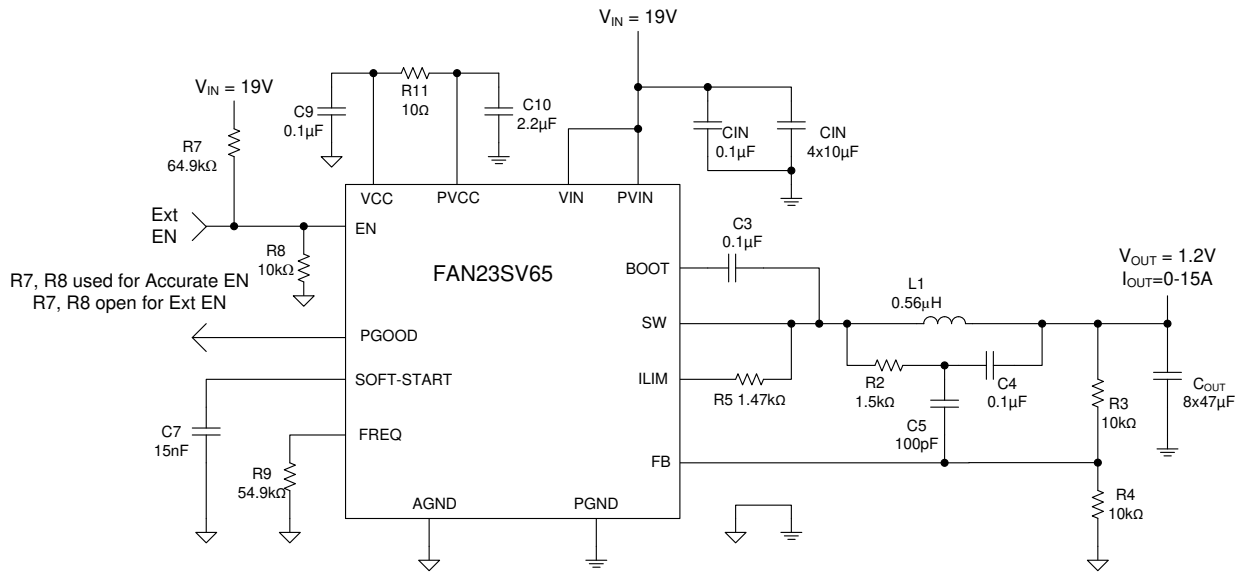 V_IN = 19V
V_IN = 19V
R11
10Ω
C9
0.1µF
C10
2.2µF
R7
64.9kΩ
CIN
0.1µF
CIN
4x10µF
VCC
PVCC
VIN
PVIN
Ext
EN
EN
R8
10kΩ
C3
0.1µF
FAN23SV65
BOOT
R7, R8 used for Accurate EN
R7, R8 open for Ext EN
V_OUT = 1.2V
I_OUT=0-15A
L1
0.56µH
SW
PGOOD
SOFT-START
ILIM
R5 1.47kΩ
R2
1.5kΩ
C4
0.1µF
C5
100pF
R3
10kΩ
C_OUT
8x47µF
C7
15nF
FREQ
R9
54.9kΩ
FB
AGND
PGND
R4
10kΩ